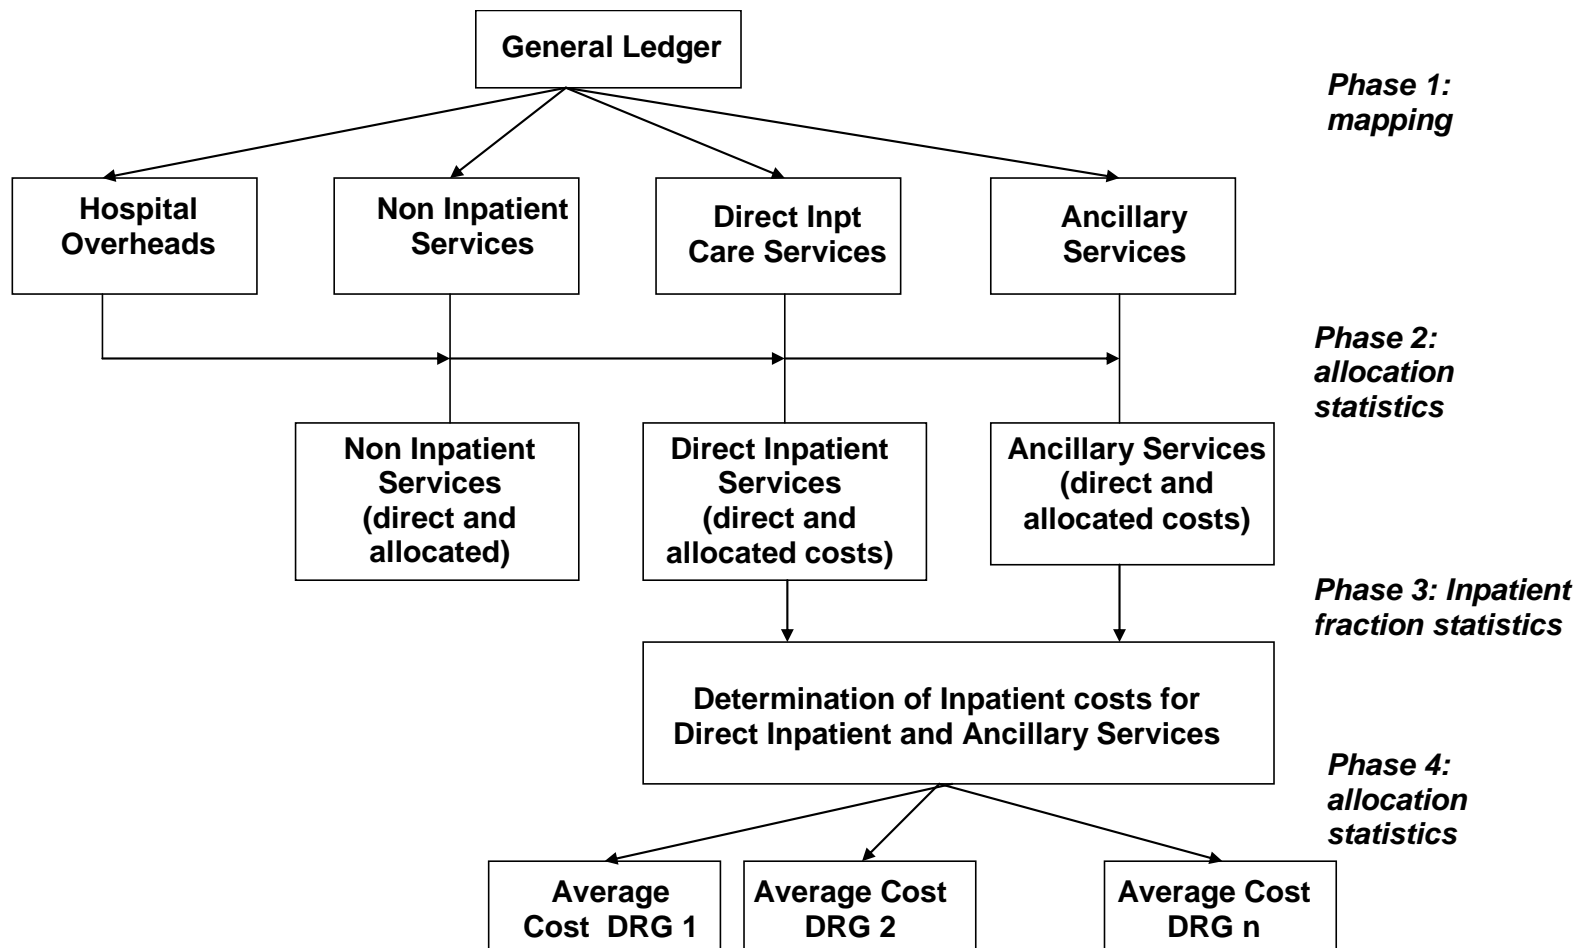 General Ledger
Phase 1:
mapping
Hospital
Overheads
Non Inpatient
Services
Direct Inpt
Care Services
Ancillary
Services
Phase 2:
allocation
statistics
Non Inpatient
Services
(direct and
allocated)
Direct Inpatient
Services
(direct and
allocated costs)
Ancillary Services
(direct and
allocated costs)
Phase 3: Inpatient
fraction statistics
Determination of Inpatient costs for
Direct Inpatient and Ancillary Services
Phase 4:
allocation
statistics
Average
Cost DRG 1
Average Cost
DRG 2
Average Cost
DRG n